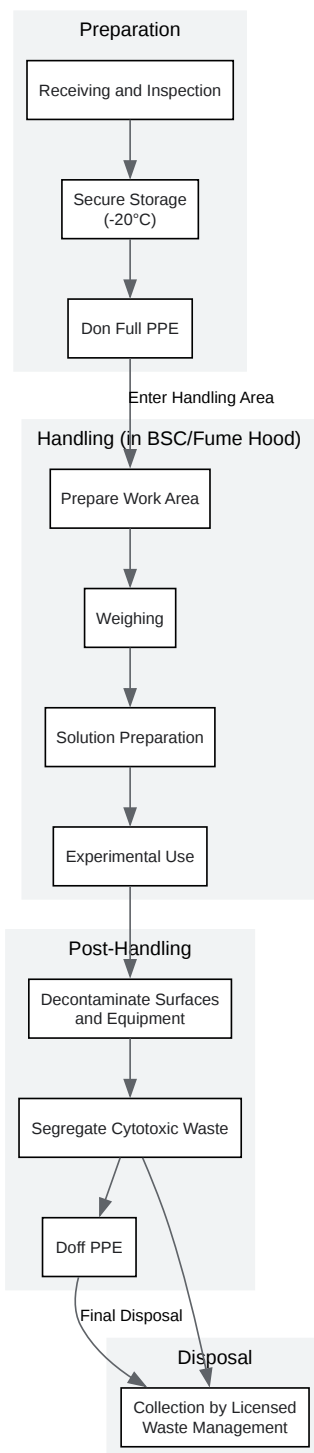 Preparation
Receiving and Inspection
Secure Storage
(-20°C)
Don Full PPE
Enter Handling Area
Handling (in BSC/Fume Hood)
Prepare Work Area
Weighing
Solution Preparation
Experimental Use
Post-Handling
Decontaminate Surfaces
and Equipment
Segregate Cytotoxic Waste
Doff PPE
Final Disposal
Disposal
Collection by Licensed
Waste Management